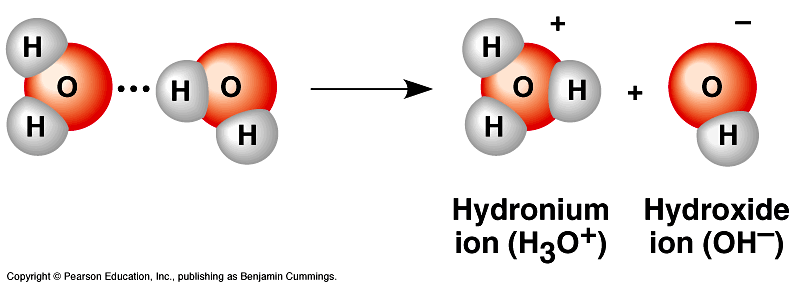 H O ··· H O + H O H + O −
H H H H
Hydronium Hydroxide
ion (H₃O⁺) ion (OH⁻)
Copyright © Pearson Education, Inc., publishing as Benjamin Cummings.